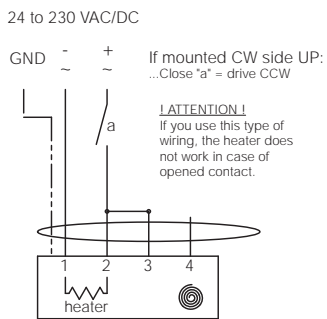 24 to 230 VAC/DC
GND - +
~ ~
If mounted CW side UP:
...Close "a" = drive CCW
a
! ATTENTION !
If you use this type of
wiring, the heater does
not work in case of
opened contact.
1 2 3 4
heater